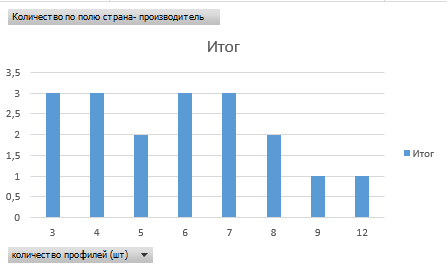 Количество по полю страна- производитель
Итог
3,5
3
2,5
2
1,5
1
0,5
0
3 4 5 6 7 8 9 12
Итог
количество профилей (шт)